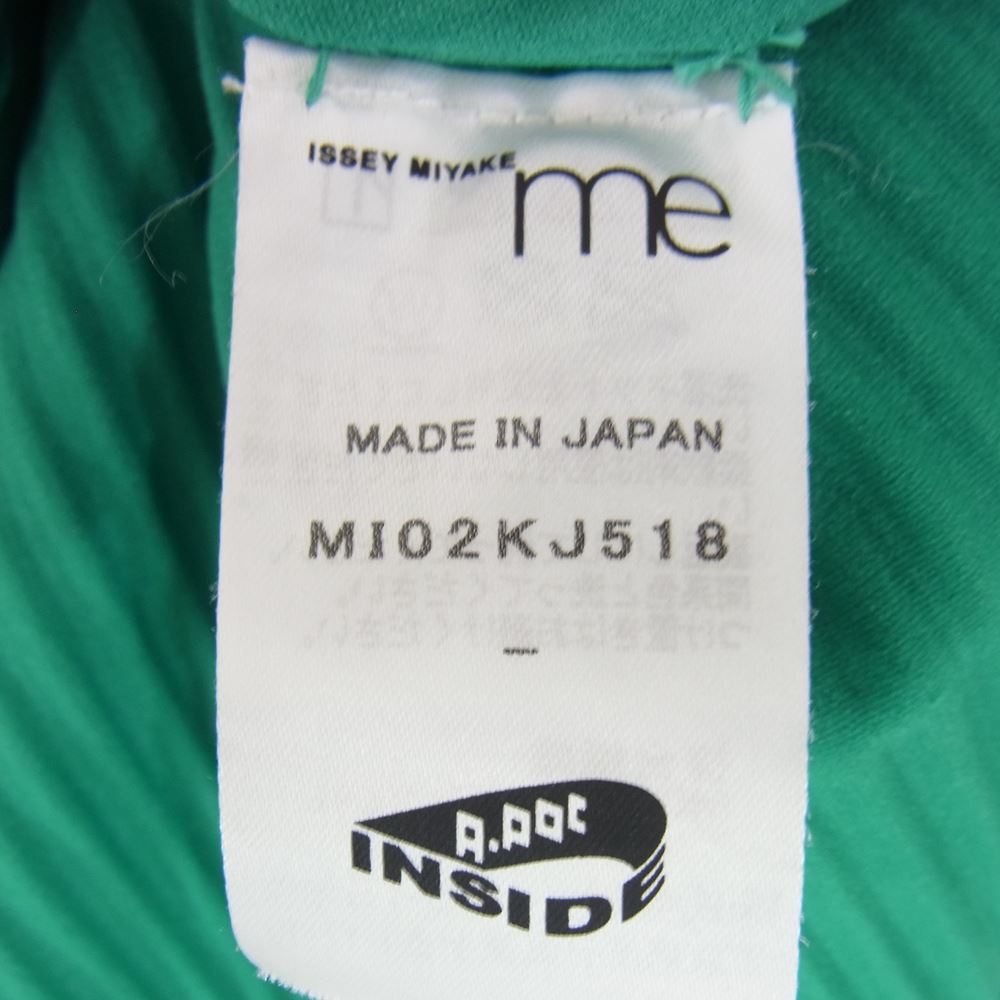 ISSEY MIYAKE me
MADE IN JAPAN
MI02KJ518
—
A.POC
INSIDE